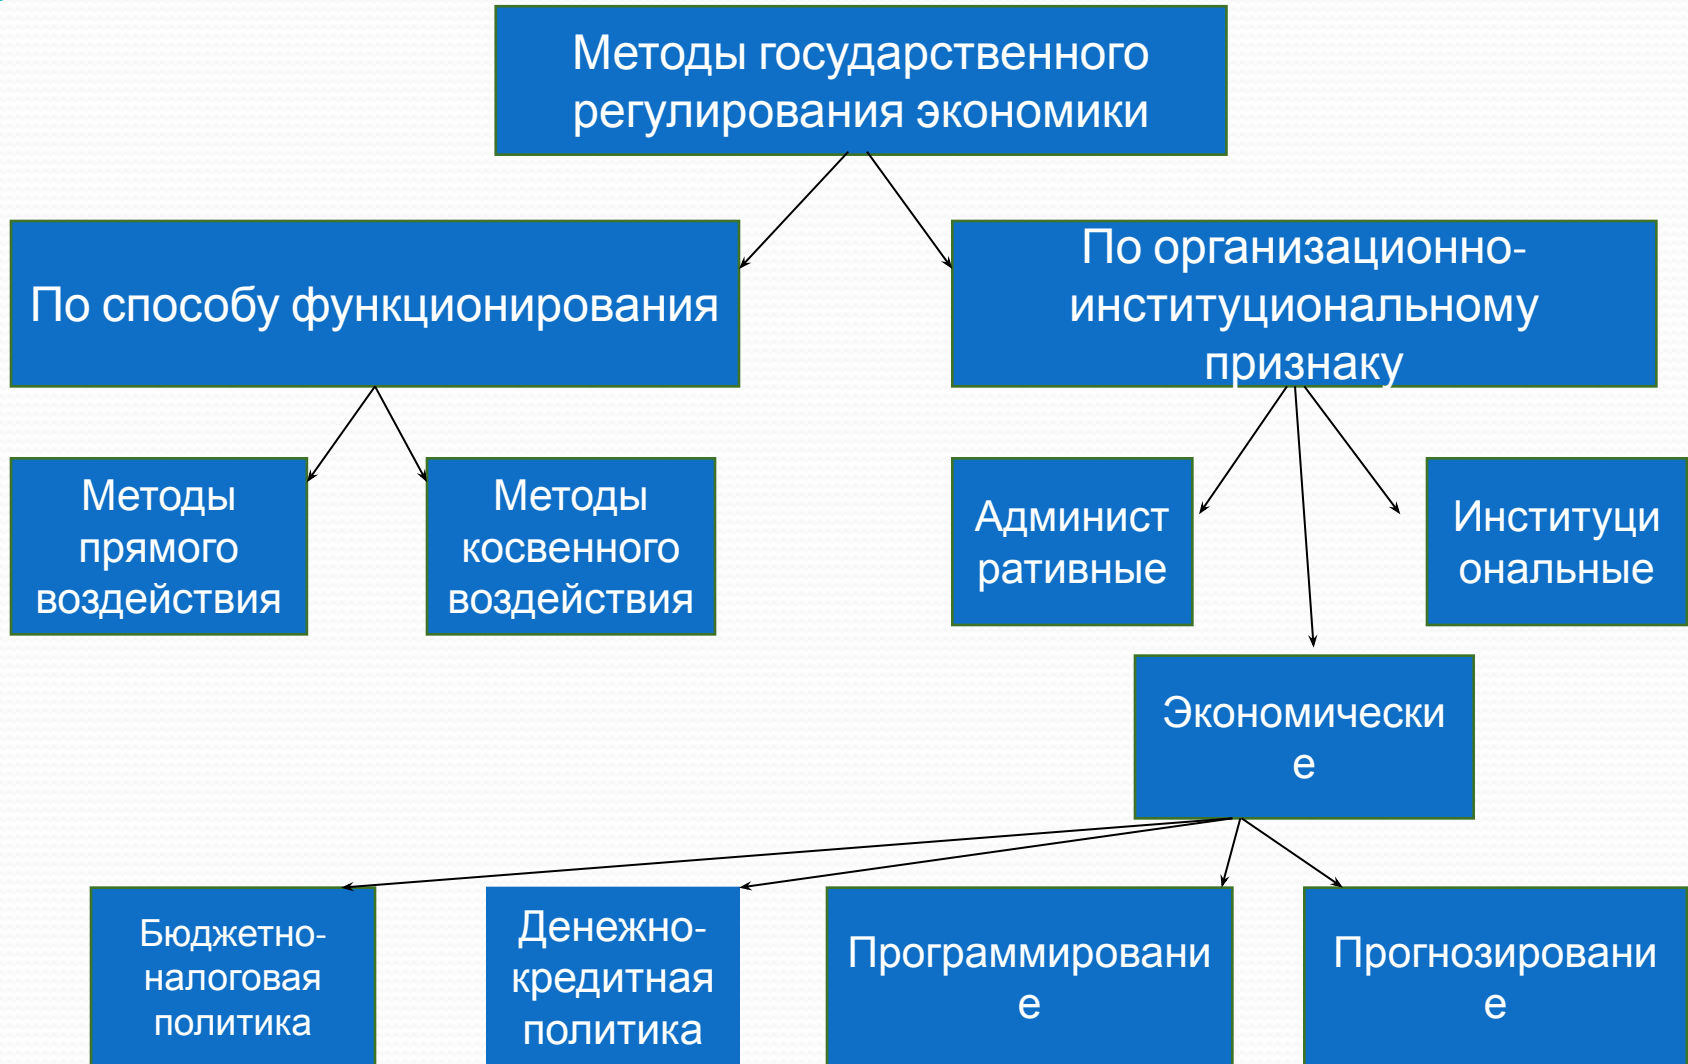 Методы государственного
регулирования экономики
По способу функционирования
По организационно-
институциональному
признаку
Методы
прямого
воздействия
Методы
косвенного
воздействия
Админист
ративные
Институци
ональные
Экономически
е
Бюджетно-
налоговая
политика
Денежно-
кредитная
политика
Программировани
е
Прогнозировани
е